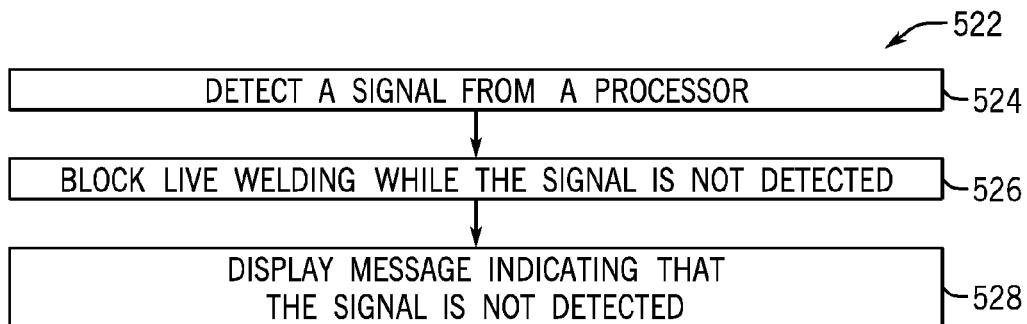 522
DETECT A SIGNAL FROM A PROCESSOR
524
BLOCK LIVE WELDING WHILE THE SIGNAL IS NOT DETECTED
526
DISPLAY MESSAGE INDICATING THAT
THE SIGNAL IS NOT DETECTED
528